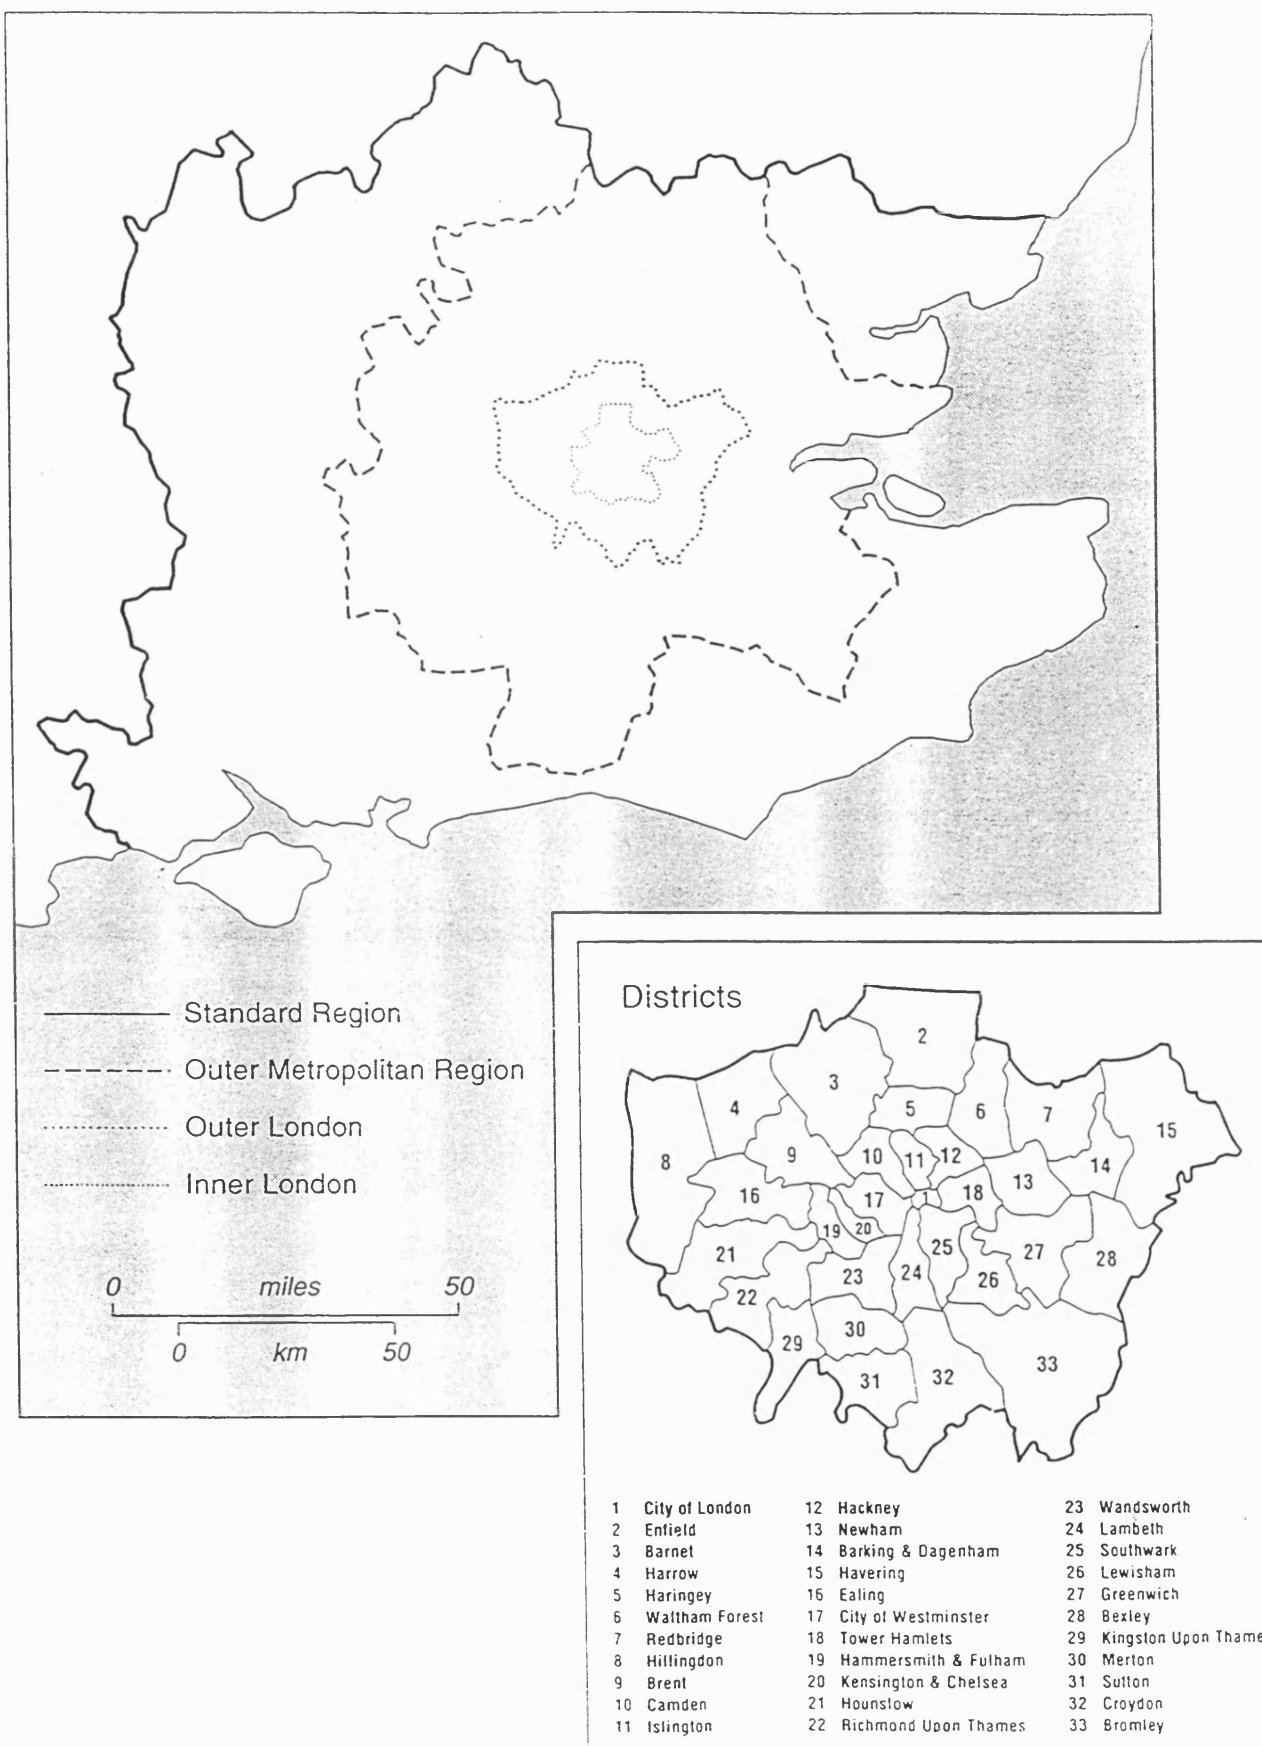 Standard Region
Outer Metropolitan Region
Outer London
Inner London
0 miles 50
0 km 50
Districts
2
3
4
5
6
7
15
8
9
10
11
12
14
13
16
17
1
18
19
20
21
25
27
28
22
23
24
26
29
30
31
32
33
1 City of London
2 Enfield
3 Barnet
4 Harrow
5 Haringey
6 Waltham Forest
7 Redbridge
8 Hillingdon
9 Brent
10 Camden
11 Islington
12 Hackney
13 Newham
14 Barking & Dagenham
15 Havering
16 Ealing
17 City of Westminster
18 Tower Hamlets
19 Hammersmith & Fulham
20 Kensington & Chelsea
21 Hounslow
22 Richmond Upon Thames
23 Wandsworth
24 Lambeth
25 Southwark
26 Lewisham
27 Greenwich
28 Bexley
29 Kingston Upon Thame
30 Merton
31 Sutton
32 Croydon
33 Bromley